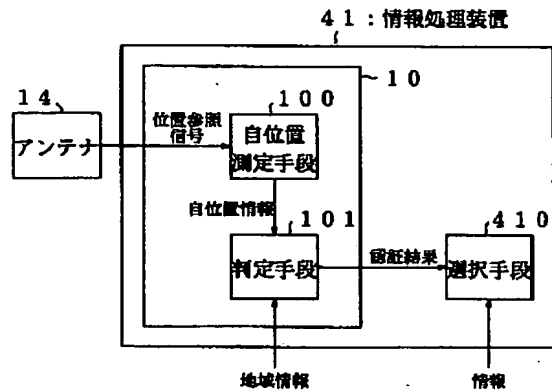 41:情報処理装置
10
14
アンテナ
位置参照
信号
100
自位置
測定手段
自位置情報
101
判定手段
認証結果
410
選択手段
地域情報
情報